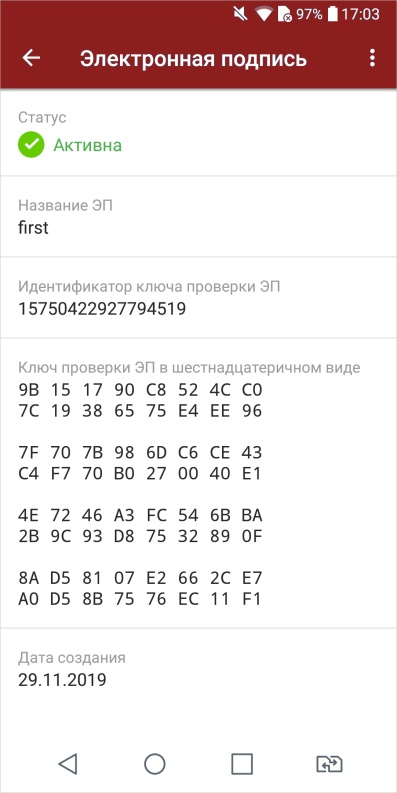 97% 17:03
Электронная подпись
Статус
Активна
Название ЭП
first
Идентификатор ключа проверки ЭП
15750422927794519
Ключ проверки ЭП в шестнадцатеричном виде
9B 15 17 90 C8 52 4C C0
7C 19 38 65 75 E4 EE 96
7F 70 7B 98 6D C6 CE 43
C4 F7 70 B0 27 00 40 E1
4E 72 46 A3 FC 54 6B BA
2B 9C 93 D8 75 32 89 0F
8A D5 81 07 E2 66 2C E7
A0 D5 8B 75 76 EC 11 F1
Дата создания
29.11.2019